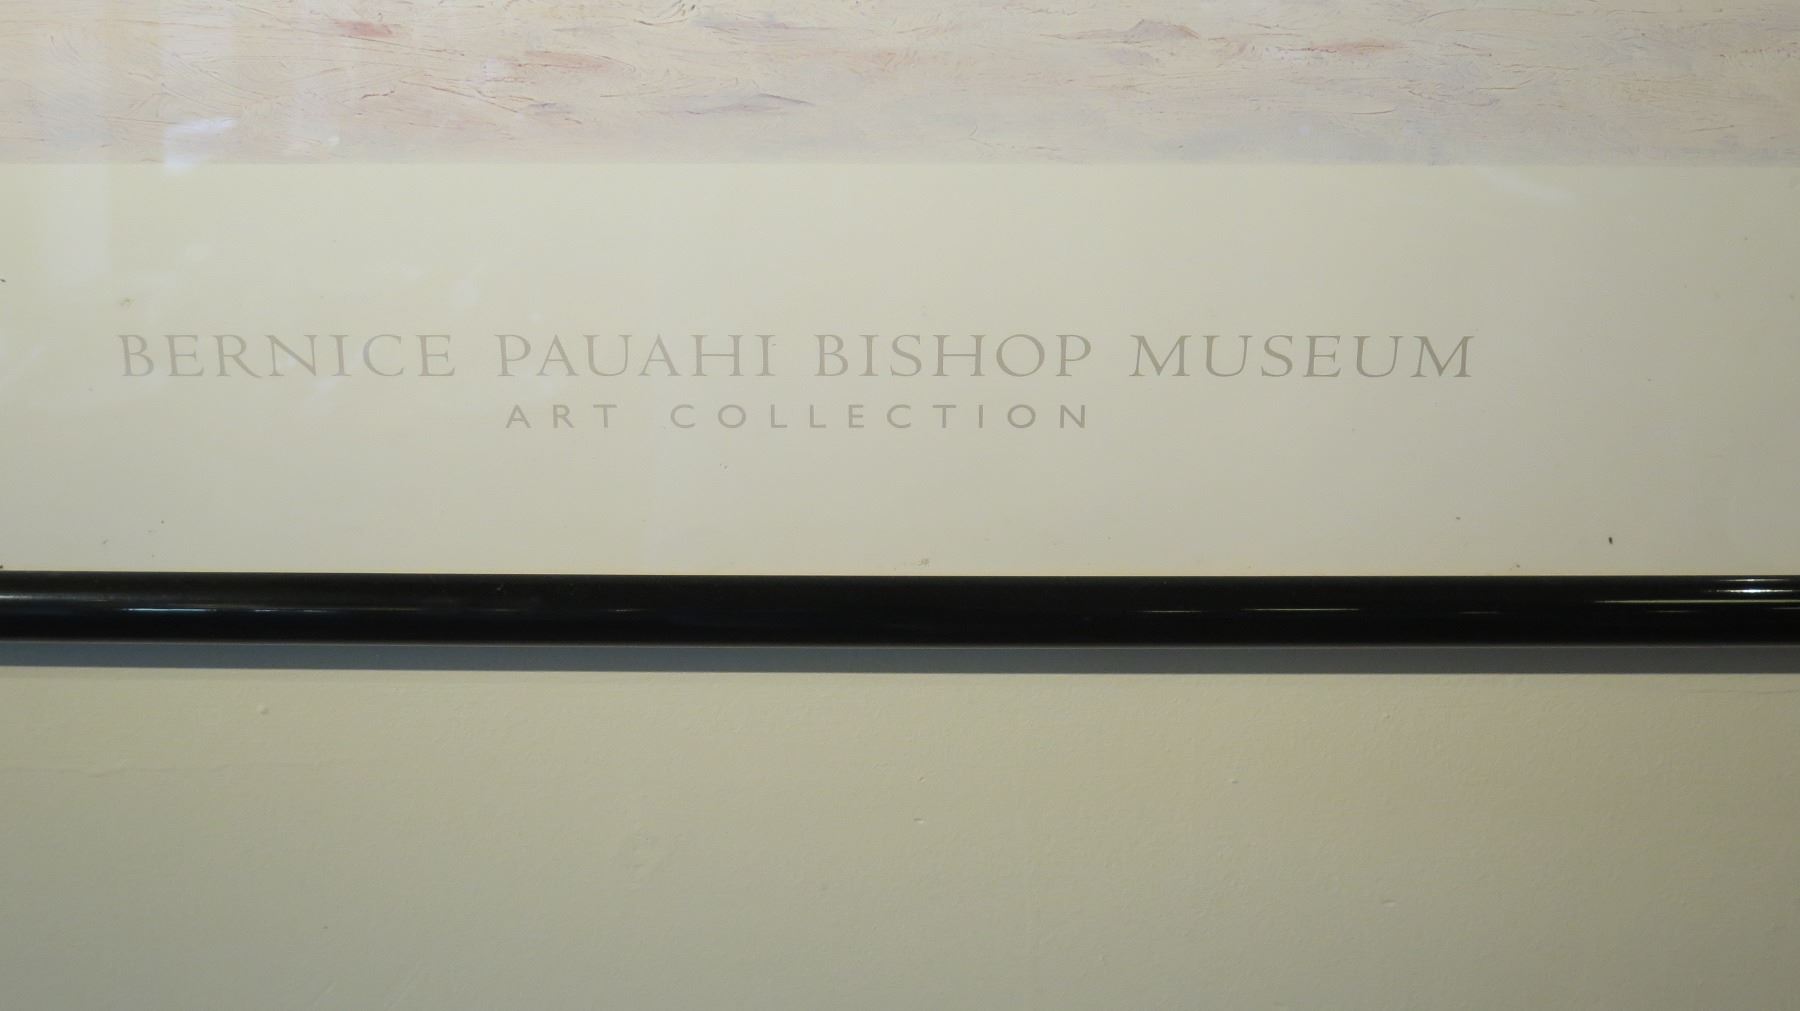 BERNICE PAUAHI BISHOP MUSEUM
ART COLLECTION